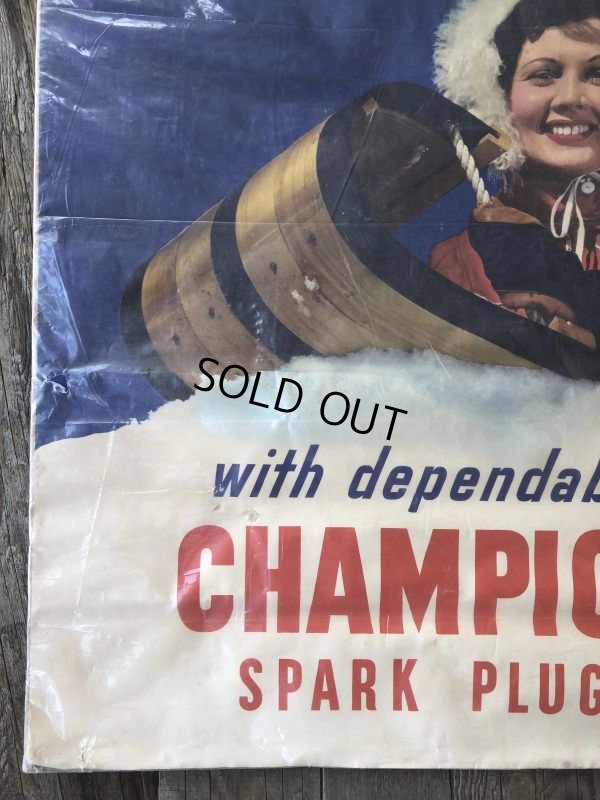 SOLD OUT
with dependab
CHAMPIO
SPARK PLUG